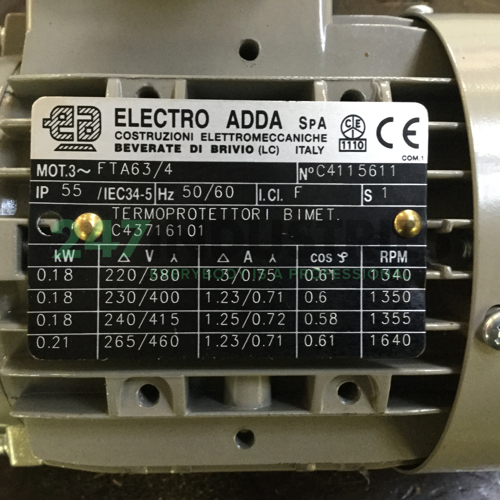 ELECTRO ADDA SpA
COSTRUZIONI ELETTROMECCANICHE
BEVERATE DI BRIVIO (LC) ITALY
CE
1110
CE
COM.1
MOT.3~ FTA63/4 N° C4115611
IP 55 /IEC34-5 Hz 50/60 I.Cl. F S 1
TERMOPROTETTORI BIMET.
C43716101
247
EVERYBODY IS A PROFESSIONAL
kW Δ V Y Δ A Y cos φ RPM
0.18 220/380 1.3/0.75 0.61 1340
0.18 230/400 1.23/0.71 0.6 1350
0.18 240/415 1.25/0.72 0.58 1355
0.21 265/460 1.23/0.71 0.61 1640